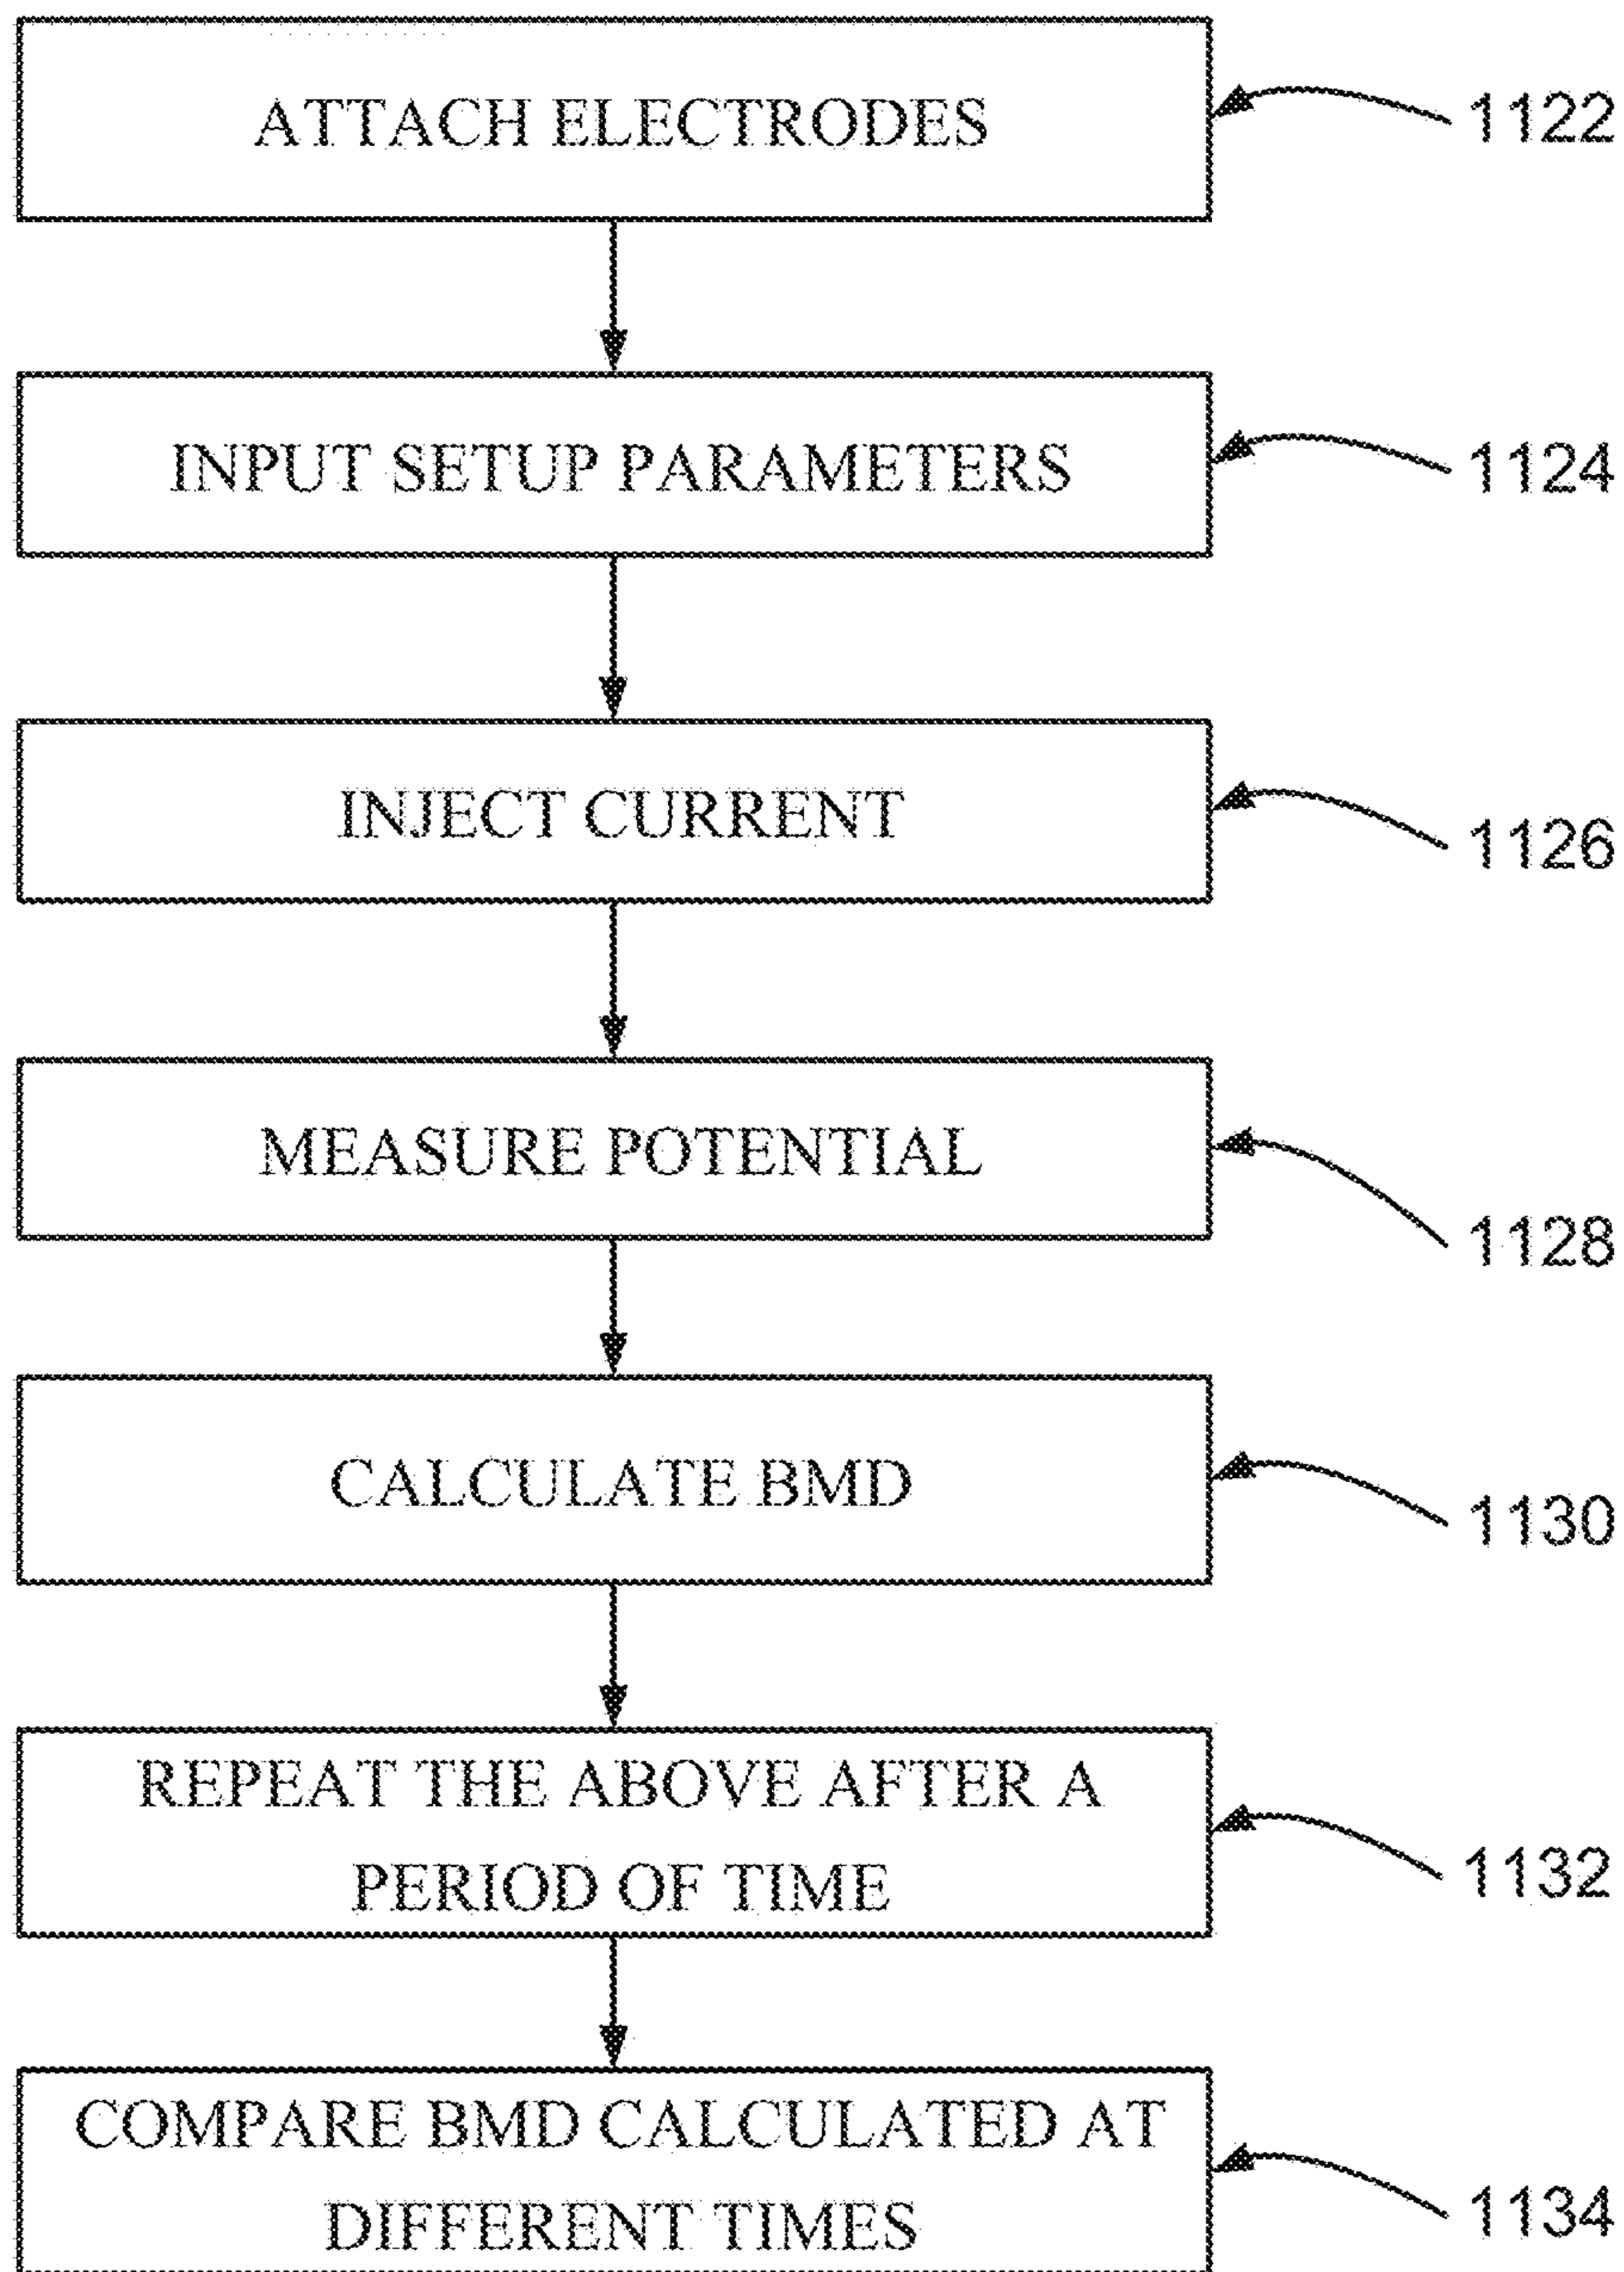 ATTACH ELECTRODES
1122
INPUT SETUP PARAMETERS
1124
INJECT CURRENT
1126
MEASURE POTENTIAL
1128
CALCULATE BMD
1130
REPEAT THE ABOVE AFTER A
PERIOD OF TIME
1132
COMPARE BMD CALCULATED AT
DIFFERENT TIMES
1134